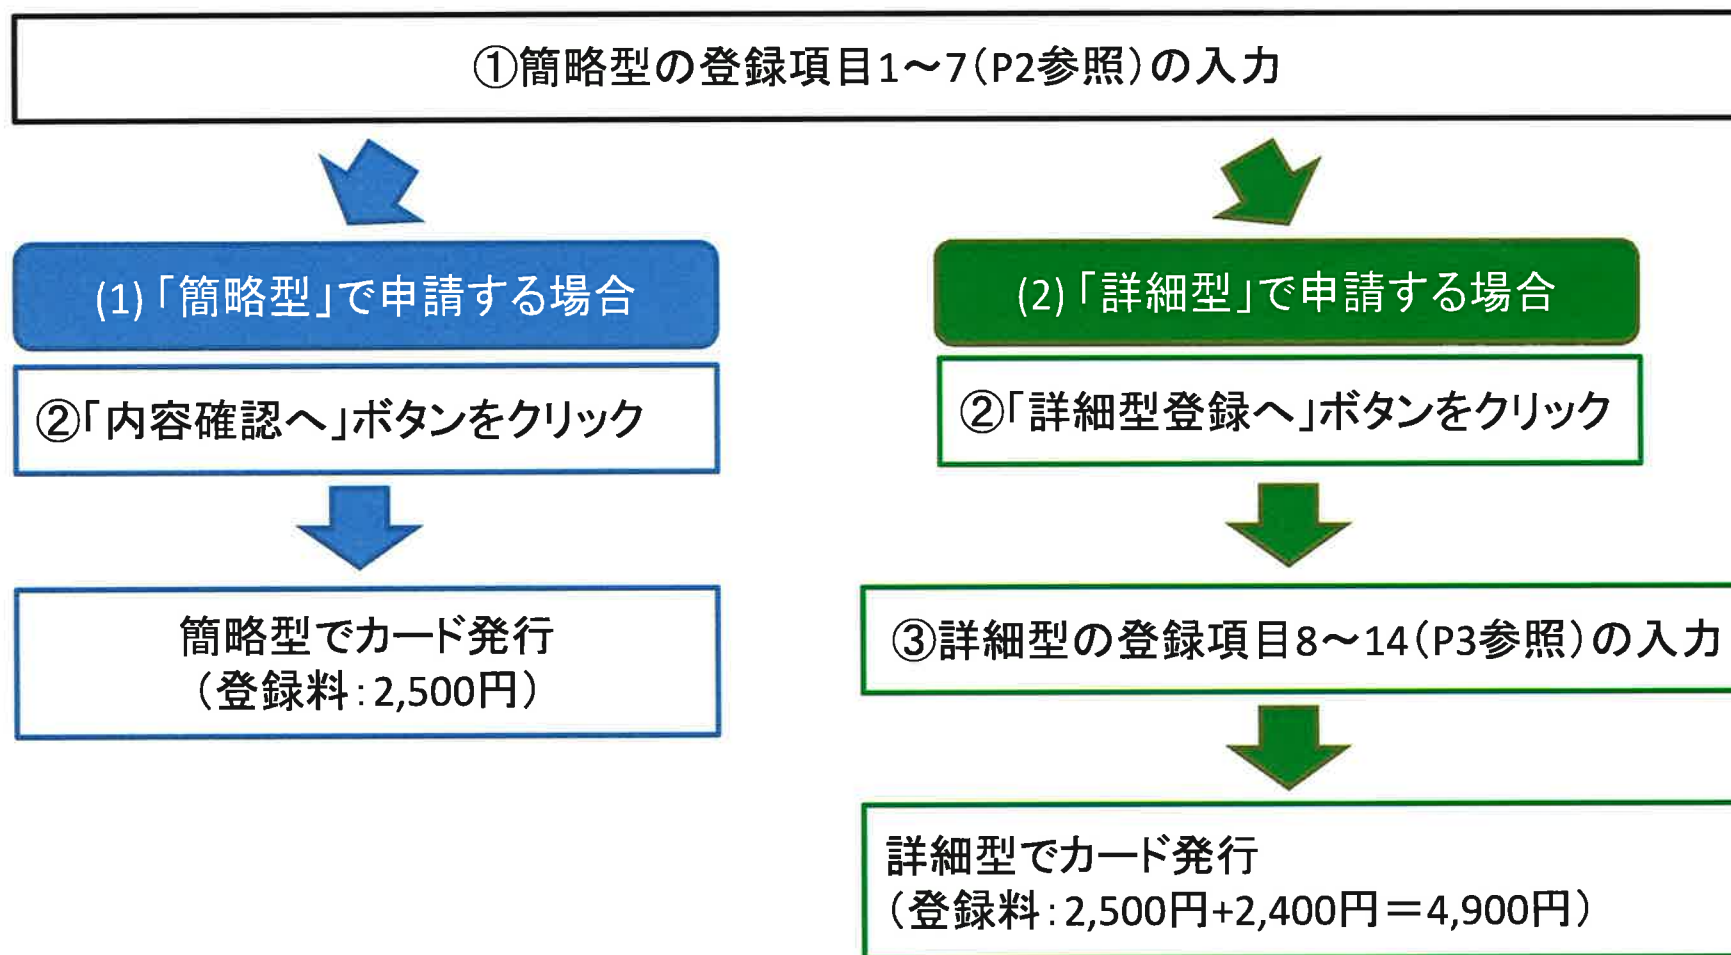 ①簡略型の登録項目1～7（P2参照）の入力
(1)「簡略型」で申請する場合
②「内容確認へ」ボタンをクリック
簡略型でカード発行
（登録料：2,500円）
(2)「詳細型」で申請する場合
②「詳細型登録へ」ボタンをクリック
③詳細型の登録項目8～14（P3参照）の入力
詳細型でカード発行
（登録料：2,500円+2,400円＝4,900円）